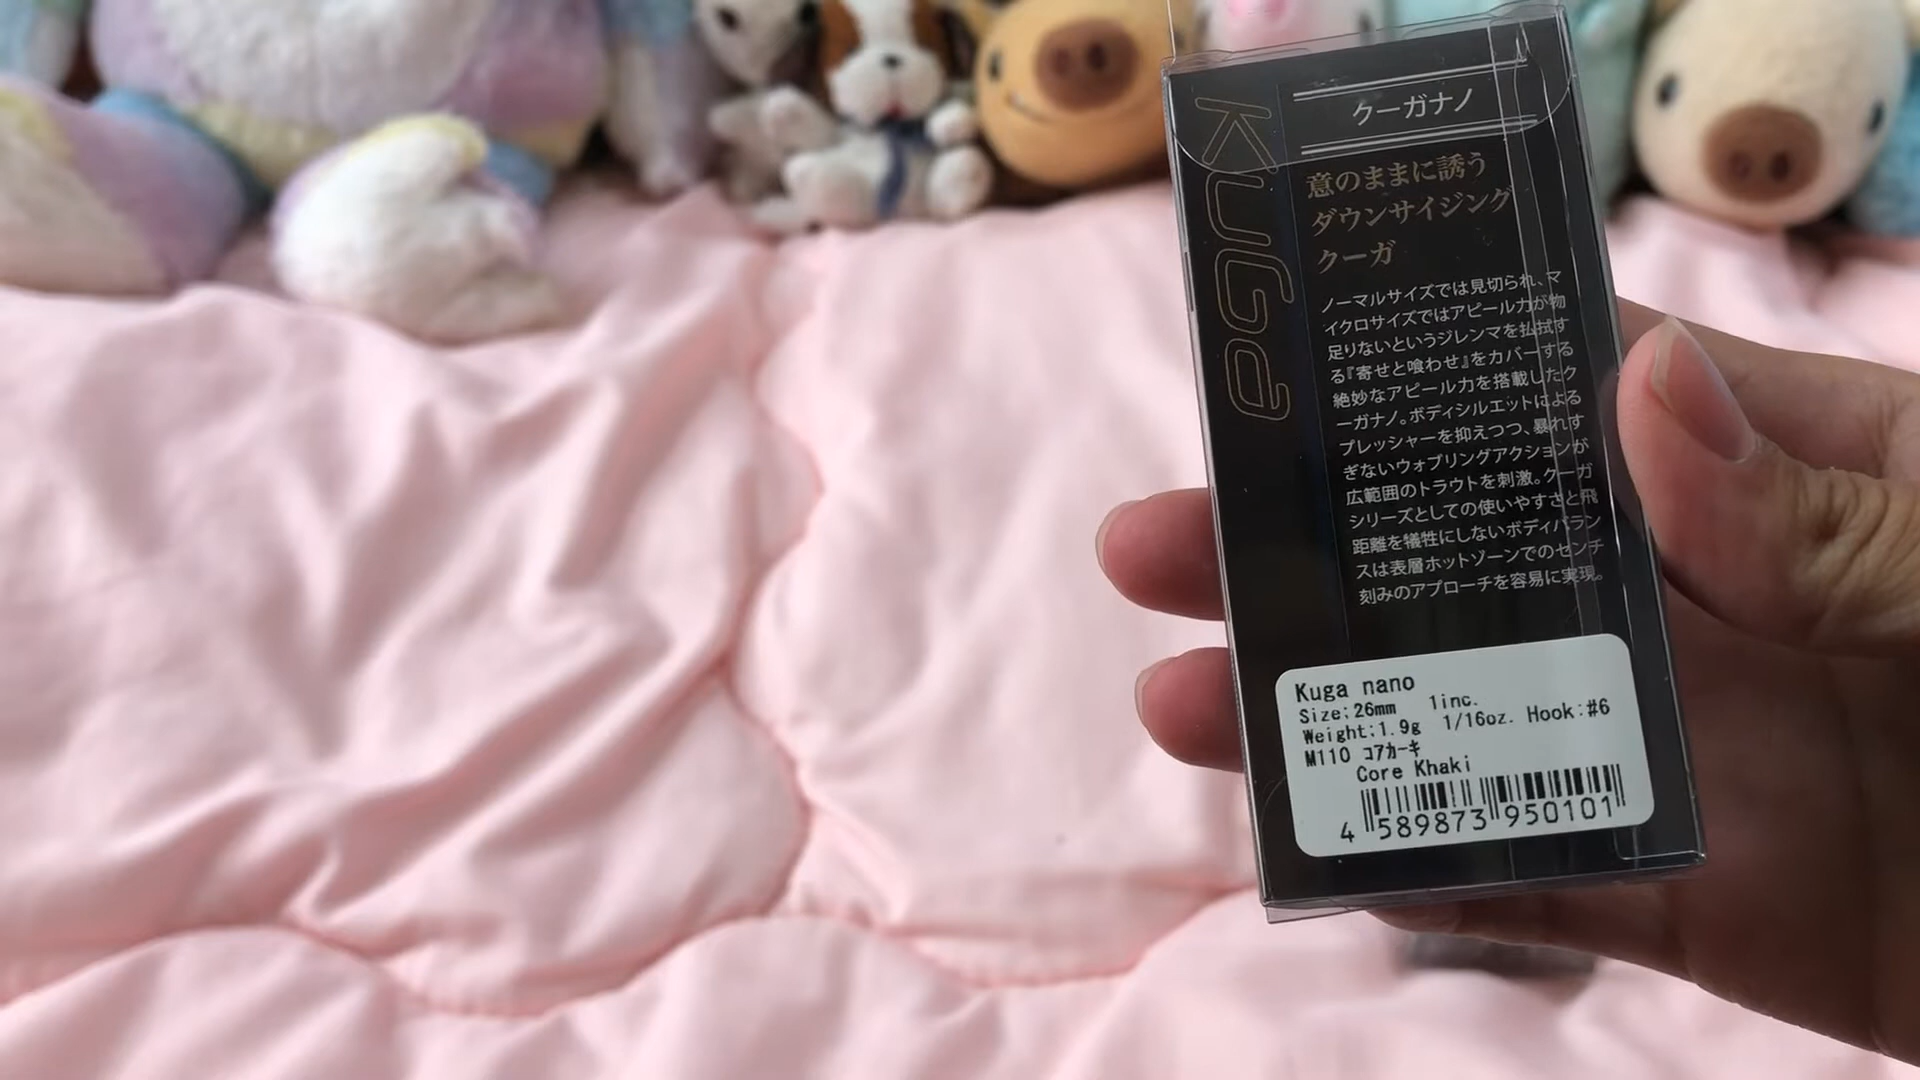 KUGa
クーガナノ
意のままに誘う
ダウンサイジング
クーガ
ノーマルサイズでは見切られ、マ
イクロサイズではアピール力が物
足りないというジレンマを払拭す
る『寄せと喰わせ』をカバーする
絶妙なアピール力を搭載したク
ーガナノ。ボディシルエットによる
プレッシャーを抑えつつ、暴れす
ぎないウォブリングアクションが
広範囲のトラウトを刺激。クーガ
シリーズとしての使いやすさと飛
距離を犠牲にしないボディバラン
スは表層ホットゾーンでのセンチ
刻みのアプローチを容易に実現。
Kuga nano
Size:26mm 1inc.
Weight:1.9g 1/16oz. Hook:#6
M110 コアカーキ
Core Khaki
4 589873 950101